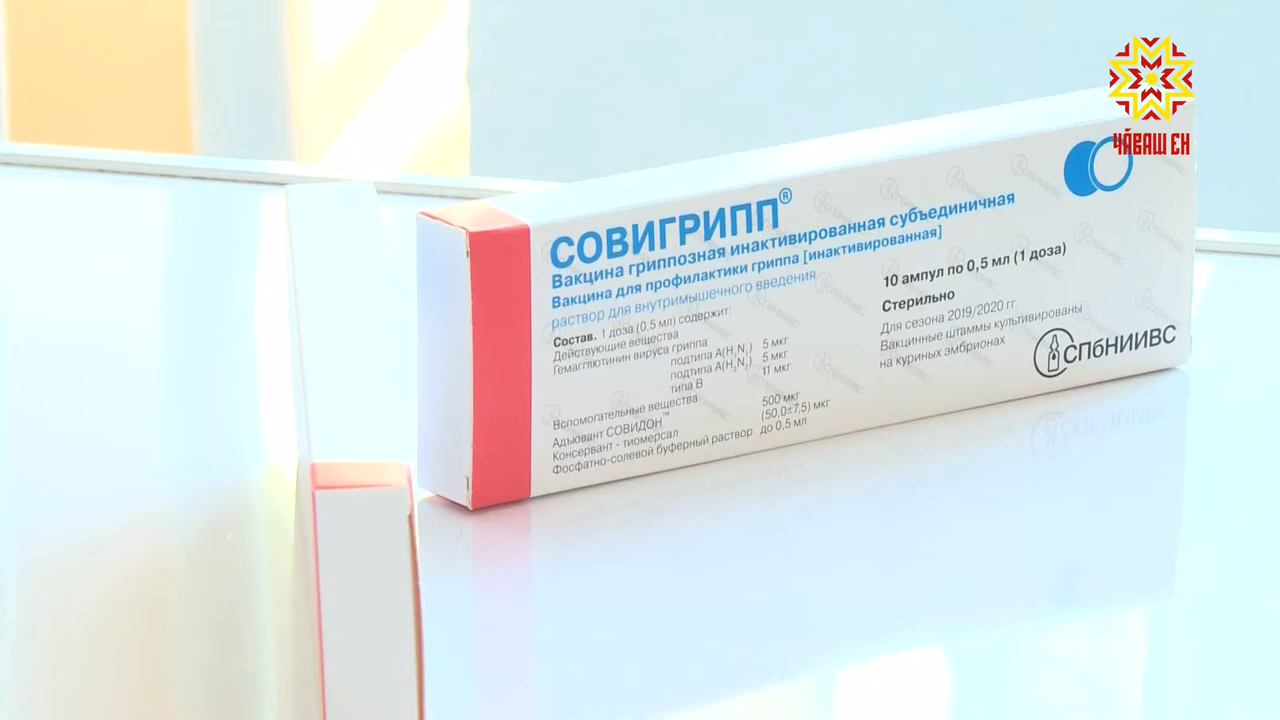 ЧӐВАШ ЕН
СОВИГРИПП®
Вакцина гриппозная инактивированная субъединичная
Вакцина для профилактики гриппа [инактивированная]
раствор для внутримышечного введения
Состав. 1 доза (0,5 мл) содержит:
Действующие вещества
Гемагглютинин вируса гриппа
подтипа А(H₁N₁) 5 мкг
подтипа А(H₃N₂) 5 мкг
типа В 11 мкг
Вспомогательные вещества
Адъювант СОВИДОН™ 500 мкг
Консервант - тиомерсал (50,0±7,5) мкг
Фосфатно-солевой буферный раствор до 0,5 мл
10 ампул по 0,5 мл (1 доза)
Стерильно
Для сезона 2019/2020 гг.
Вакцинные штаммы культивированы
на куриных эмбрионах
СПбНИИВС